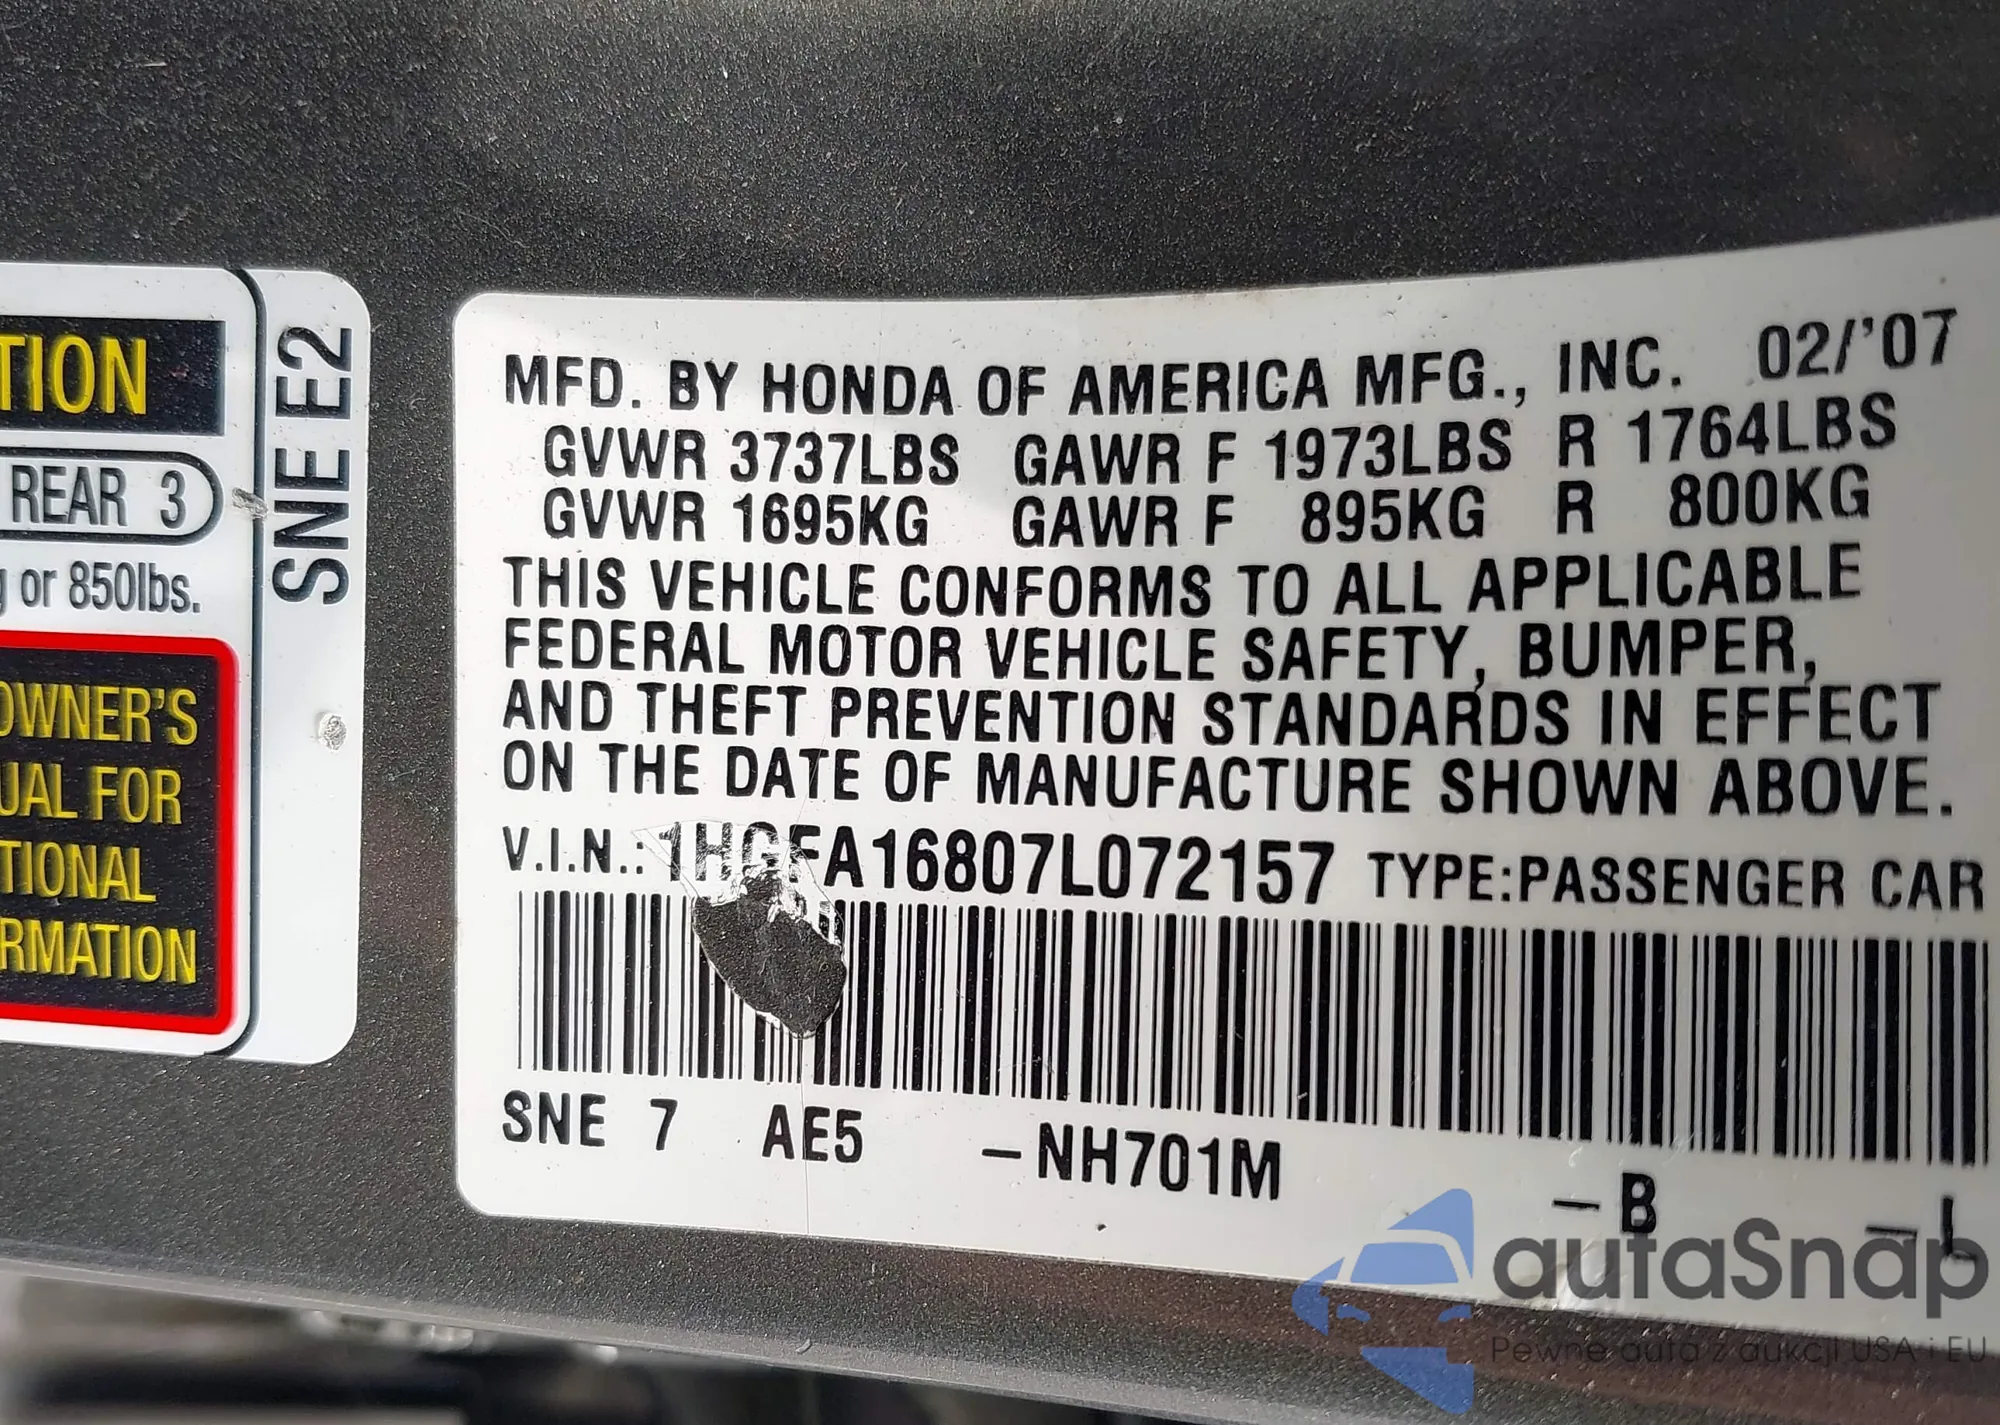 TION
REAR 3
g or 850lbs.
OWNER'S
UAL FOR
TIONAL
RMATION
SNE E2
MFD. BY HONDA OF AMERICA MFG., INC. 02/'07
GVWR 3737LBS GAWR F 1973LBS R 1764LBS
GVWR 1695KG GAWR F 895KG R 800KG
THIS VEHICLE CONFORMS TO ALL APPLICABLE
FEDERAL MOTOR VEHICLE SAFETY, BUMPER,
AND THEFT PREVENTION STANDARDS IN EFFECT
ON THE DATE OF MANUFACTURE SHOWN ABOVE.
V.I.N.: 1HGFA16807L072157 TYPE:PASSENGER CAR
SNE 7 AE5 -NH701M -B -L
autaSnap
Pewne auta z aukcji USA i EU